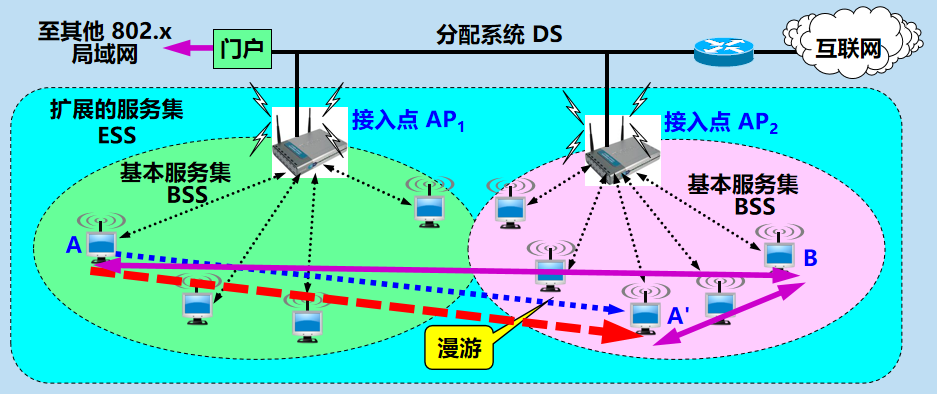 至其他 802.x
局域网
门户
分配系统 DS
互联网
扩展的服务集
ESS
接入点 AP₁
接入点 AP₂
基本服务集
BSS
基本服务集
BSS
A
B
A'
漫游